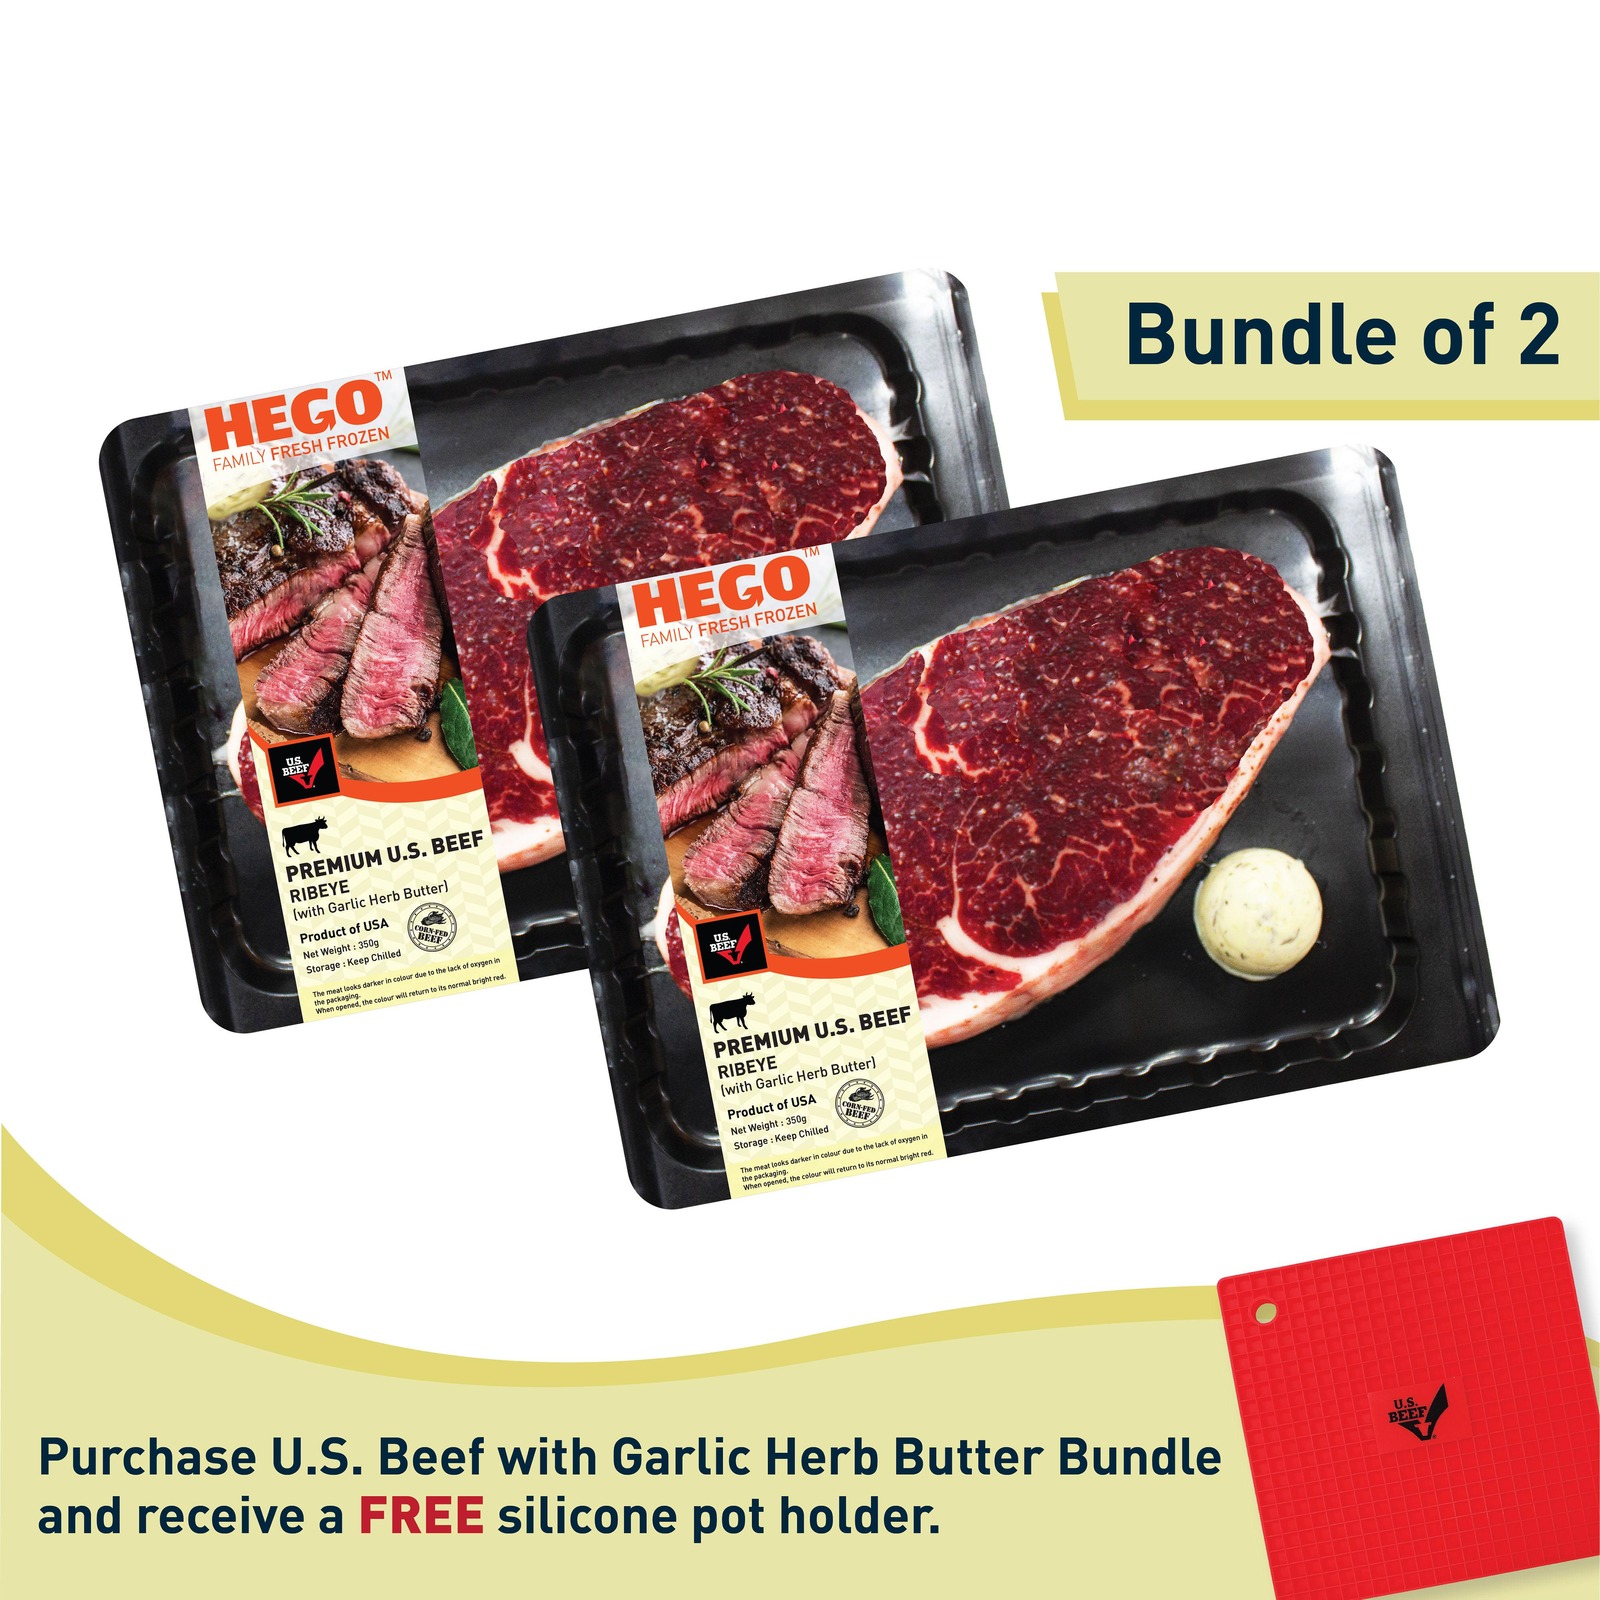 Bundle of 2
HEGO™
FAMILY FRESH FROZEN
U.S.
BEEF
PREMIUM U.S. BEEF
RIBEYE
(with Garlic Herb Butter)
Product of USA
Net Weight : 350g
Storage : Keep Chilled
CORN-FED
BEEF
The meat looks darker in colour due to the lack of oxygen in
the packaging.
When opened, the colour will return to its normal bright red.
HEGO™
FAMILY FRESH FROZEN
U.S.
BEEF
PREMIUM U.S. BEEF
RIBEYE
(with Garlic Herb Butter)
Product of USA
Net Weight : 350g
Storage : Keep Chilled
CORN-FED
BEEF
The meat looks darker in colour due to the lack of oxygen in
the packaging.
When opened, the colour will return to its normal bright red.
U.S.
BEEF
Purchase U.S. Beef with Garlic Herb Butter Bundle
and receive a FREE silicone pot holder.